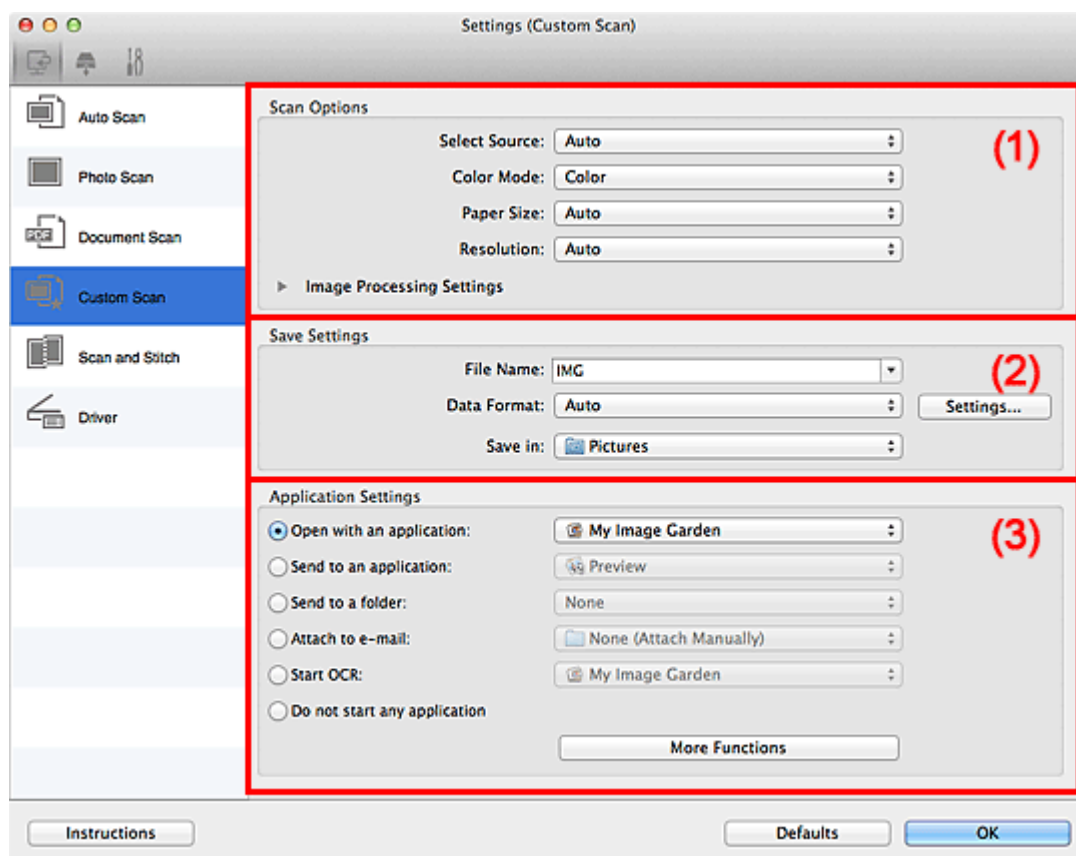 Settings (Custom Scan)
Auto Scan
Photo Scan
PDF
Document Scan
Custom Scan
Scan and Stitch
Driver
Scan Options
(1)
Select Source: Auto
Color Mode: Color
Paper Size: Auto
Resolution: Auto
Image Processing Settings
Save Settings
(2)
File Name: IMG
Data Format: Auto Settings...
Save in: Pictures
Application Settings
(3)
Open with an application: My Image Garden
Send to an application: Preview
Send to a folder: None
Attach to e-mail: None (Attach Manually)
Start OCR: My Image Garden
Do not start any application
More Functions
Instructions Defaults OK